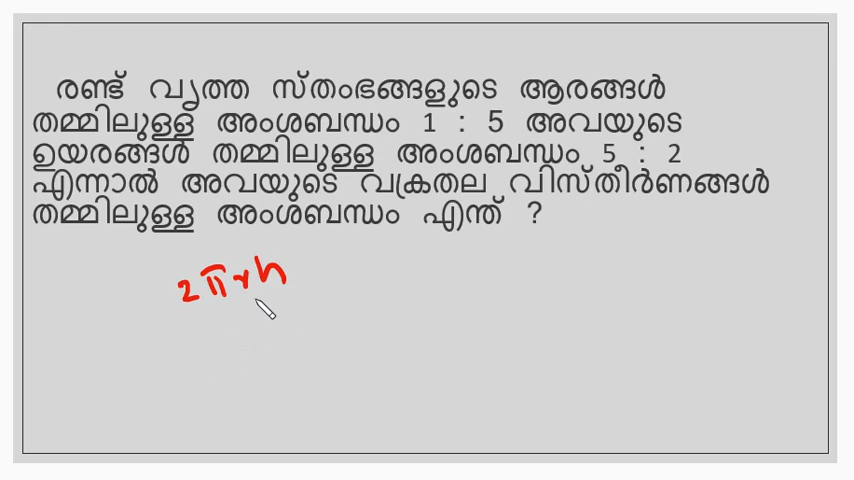 രണ്ട് വൃത്ത സ്തംഭങ്ങളുടെ ആരങ്ങൾ
തമ്മിലുള്ള അംശബന്ധം 1 : 5 അവയുടെ
ഉയരങ്ങൾ തമ്മിലുള്ള അംശബന്ധം 5 : 2
എന്നാൽ അവയുടെ വക്രതല വിസ്തീർണങ്ങൾ
തമ്മിലുള്ള അംശബന്ധം എന്ത് ?
2πrh